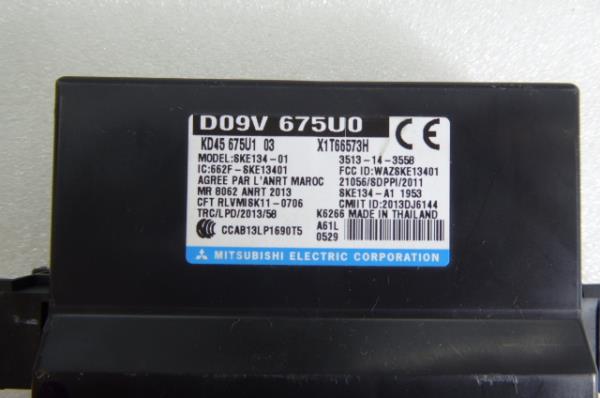 D09V 675U0
KD45 675U1 03 X1T66573H
MODEL:SKE134-01 3513-14-3558
IC:662F-SKE13401 FCC ID:WAZSKE13401
AGREE PAR L'ANRT MAROC 21056/SDPPI/2011
MR 8062 ANRT 2013 SKE134-A1 1953
CFT RLVMISK11-0706 CMIIT ID:2013DJ6144
TRC/LPD/2013/58 K6266 MADE IN THAILAND
CCAB13LP1690T5 A61L
0529
MITSUBISHI ELECTRIC CORPORATION